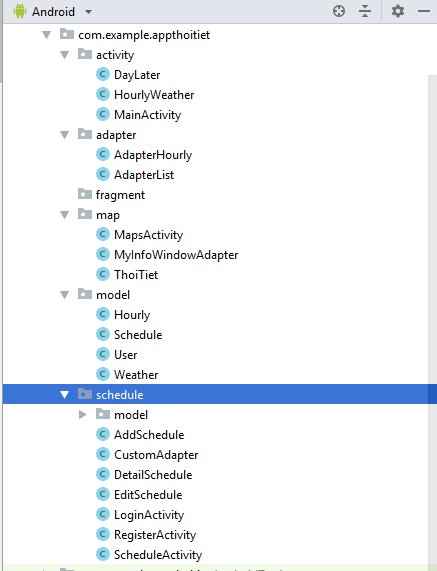 Android
com.example.appthoitiet
activity
C DayLater
C HourlyWeather
C MainActivity
adapter
C AdapterHourly
C AdapterList
fragment
map
C MapsActivity
C MyInfoWindowAdapter
C ThoiTiet
model
C Hourly
C Schedule
C User
C Weather
schedule
model
C AddSchedule
C CustomAdapter
C DetailSchedule
C EditSchedule
C LoginActivity
C RegisterActivity
C ScheduleActivity